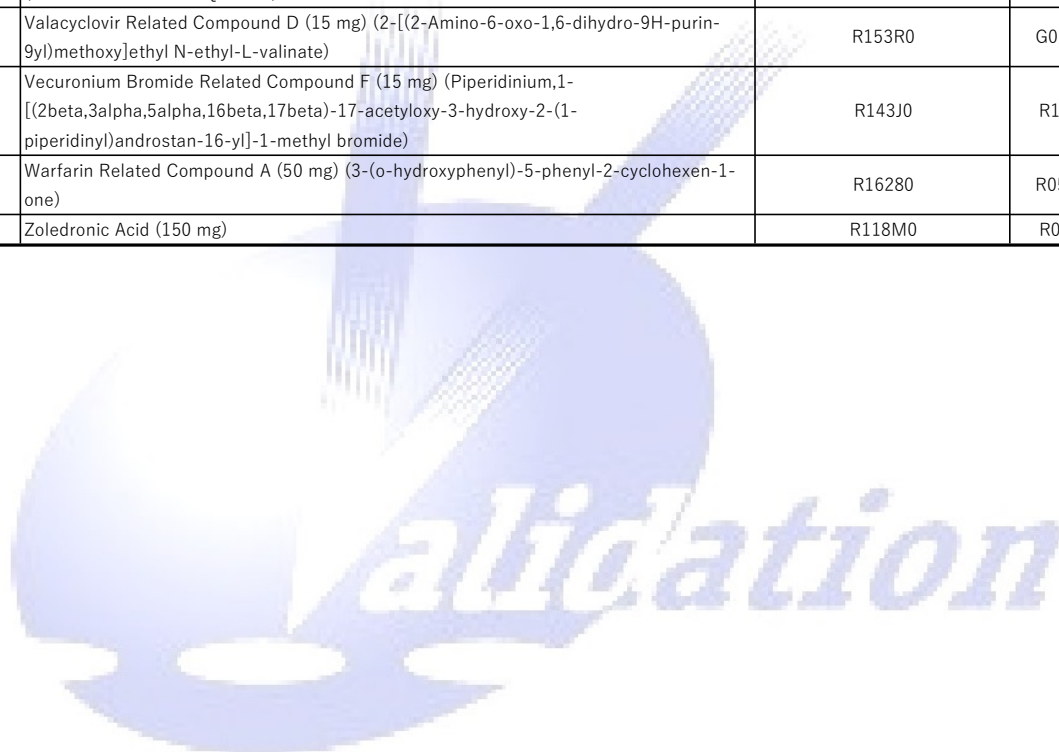 Valacyclovir Related Compound D (15 mg) (2-[(2-Amino-6-oxo-1,6-dihydro-9H-purin-
9yl)methoxy]ethyl N-ethyl-L-valinate)
R153R0
G0
Vecuronium Bromide Related Compound F (15 mg) (Piperidinium,1-
[(2beta,3alpha,5alpha,16beta,17beta)-17-acetyloxy-3-hydroxy-2-(1-
piperidinyl)androstan-16-yl]-1-methyl bromide)
R143J0
R1
Warfarin Related Compound A (50 mg) (3-(o-hydroxyphenyl)-5-phenyl-2-cyclohexen-1-
one)
R16280
Zoledronic Acid (150 mg)
R118M0
R0
Validation